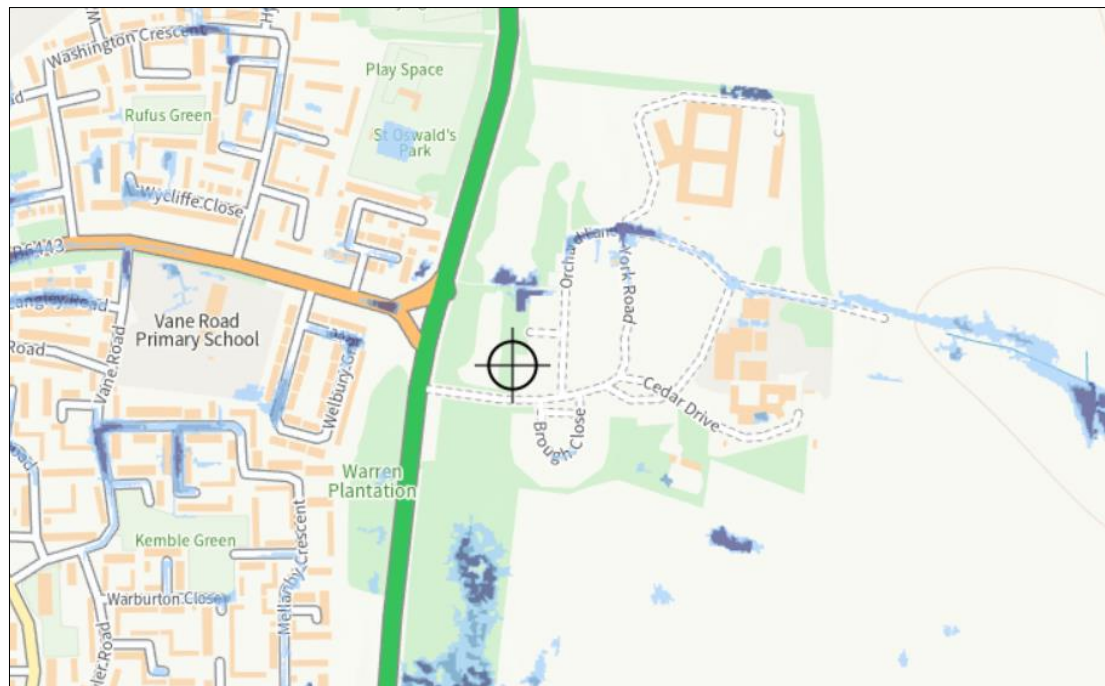 Washington Crescent
Play Space
Rufus Green
St Oswald's
Park
Wycliffe Close
B6443
Orchard Lane
York Road
Langley Road
Vane Road
Primary School
Vane Road
Road
Welbury Gr
Cedar Drive
Brough Close
Warren
Plantation
Kemble Green
Mellanby Crescent
Warburton Close
Road